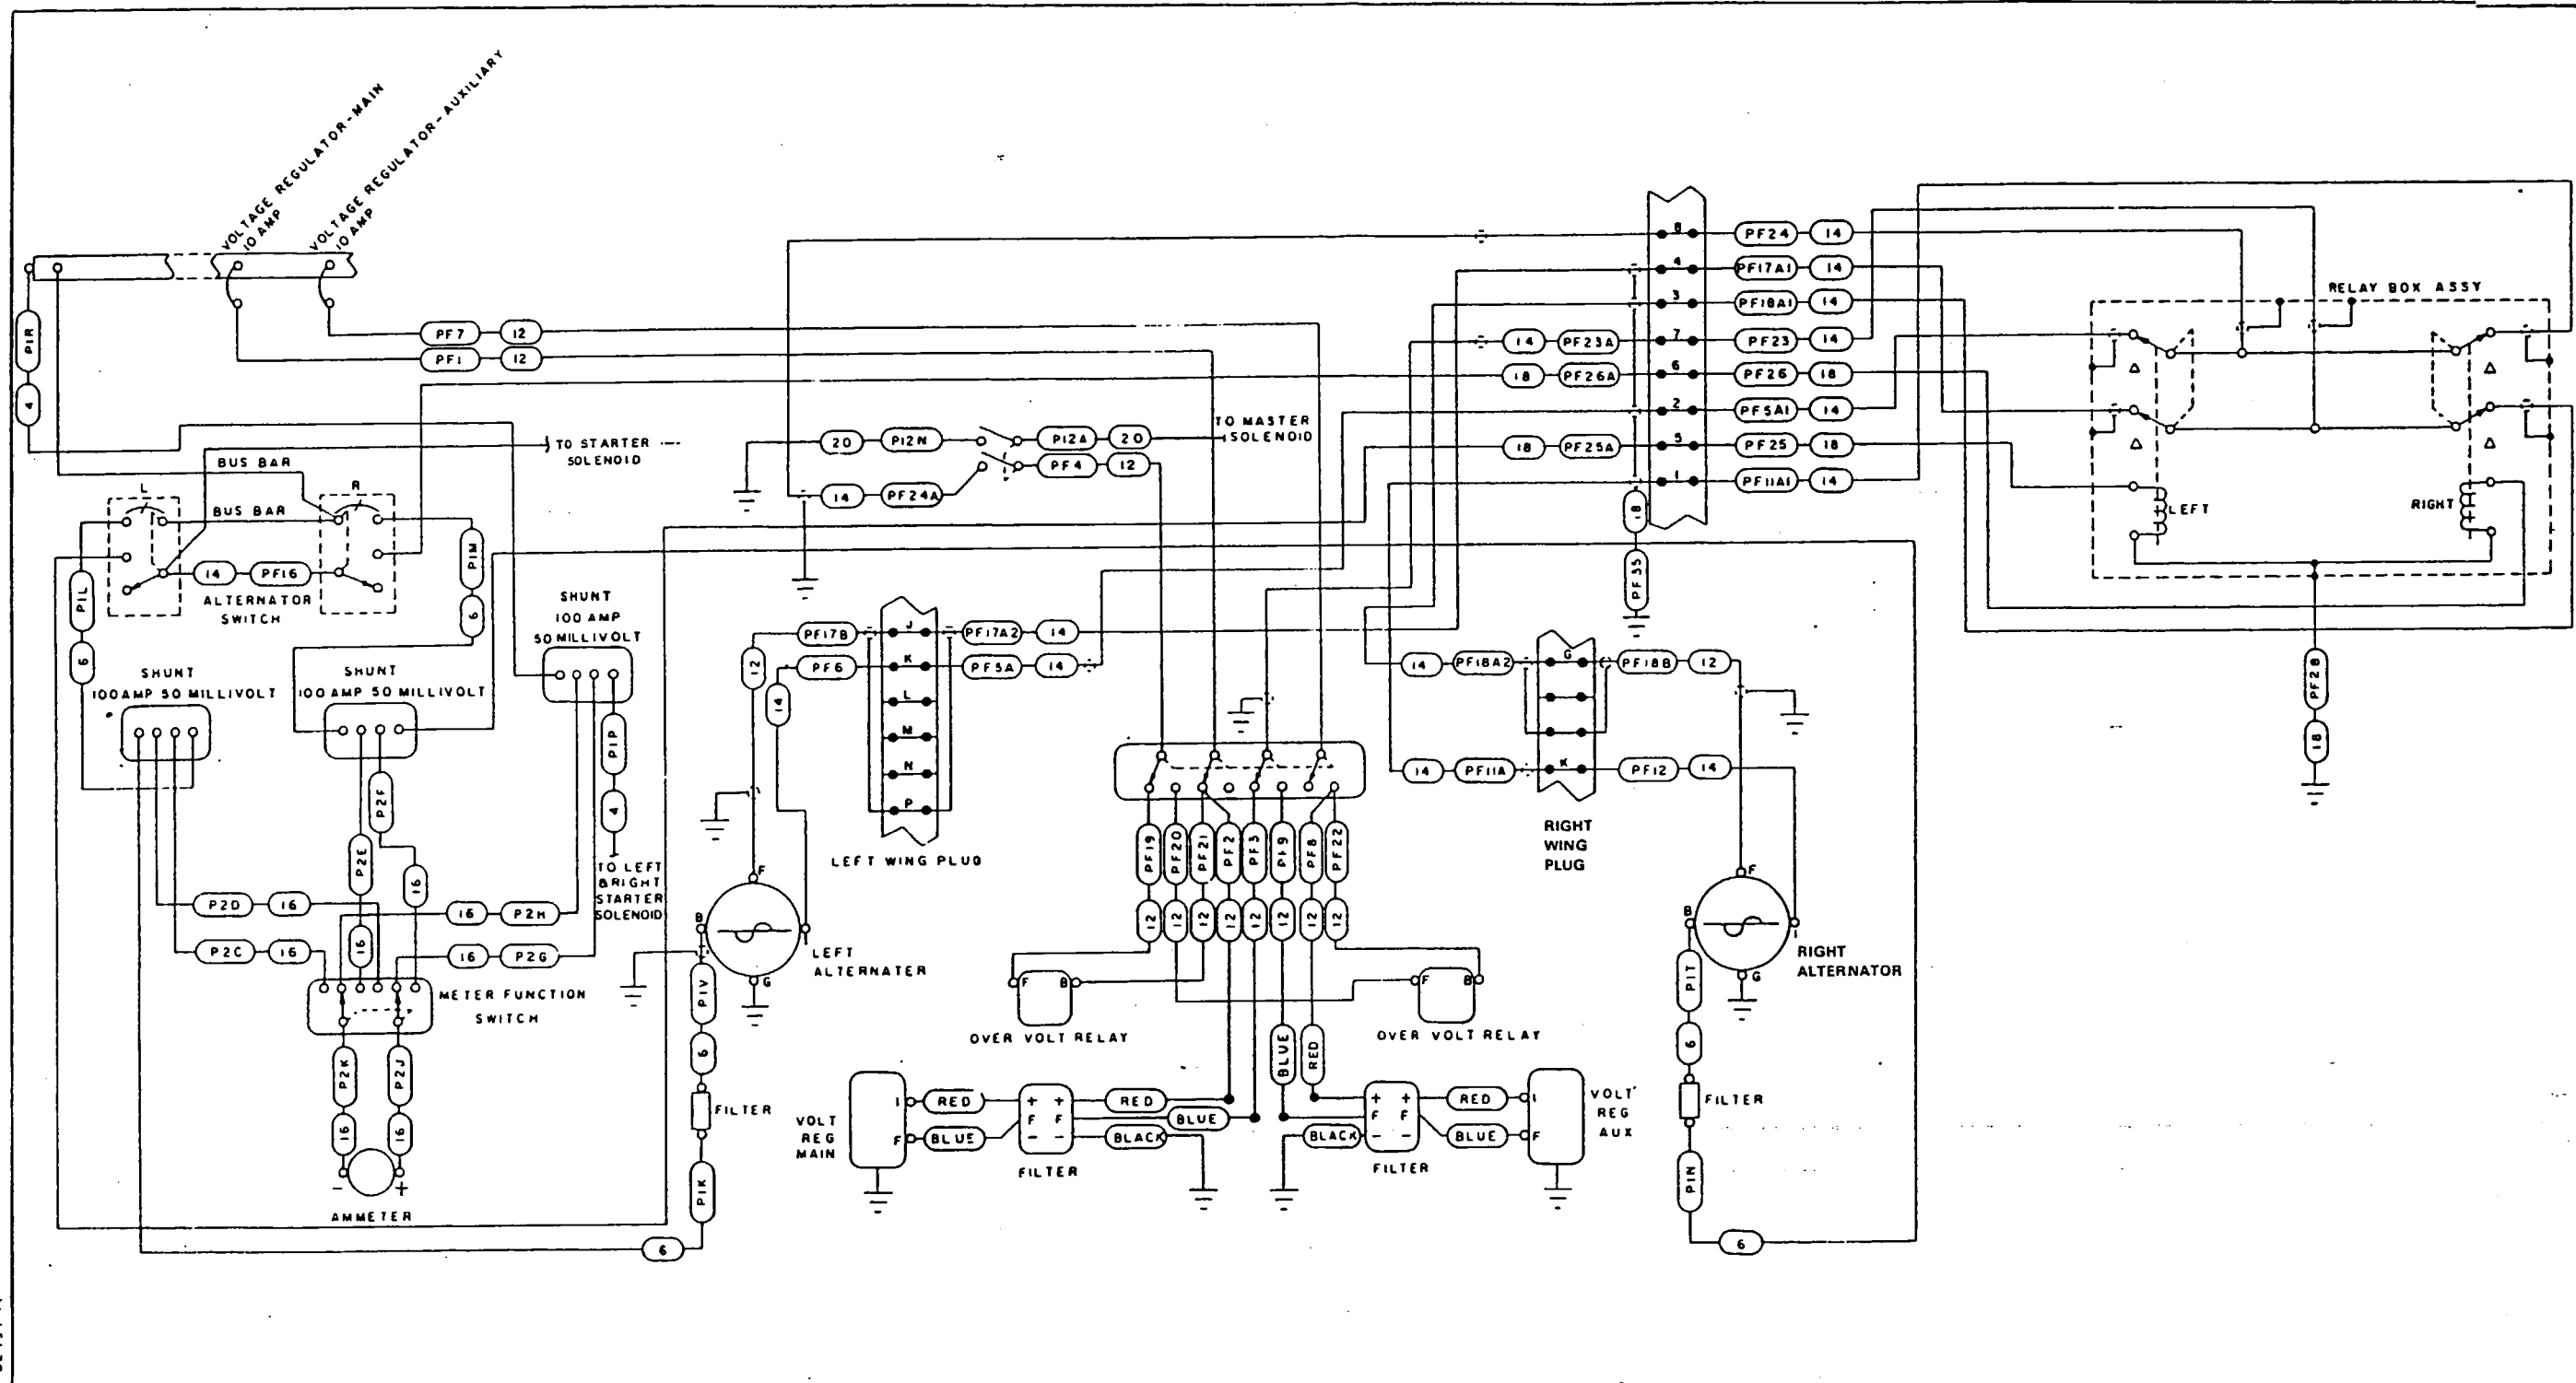 VOLTAGE REGULATOR-MAIN
10 AMP
VOLTAGE REGULATOR-AUXILIARY
10 AMP
P1R
4
PF7 12
PF1 12
8 PF24 14
4 PF17A1 14
3 PF18A1 14
14 PF23A 7 PF23 14
18 PF26A 6 PF26 18
2 PF5A1 14
18 PF25A 5 PF25 18
1 PF11A1 14
RELAY BOX ASSY
LEFT
RIGHT
PF28
18
18
PF35
TO STARTER
SOLENOID
20 P12N P12A 20
TO MASTER
SOLENOID
PF4 12
14 PF24A
BUS BAR
L
R
BUS BAR
14 PF16
ALTERNATOR
SWITCH
P1L
6
P1M
6
SHUNT
100 AMP
50 MILLIVOLT
SHUNT
100 AMP 50 MILLIVOLT
SHUNT
100 AMP 50 MILLIVOLT
P1P
4
TO LEFT
& RIGHT
STARTER
SOLENOID
P2F
16
P2E
16
P2D 16
P2C 16
16 P2H
16 P2G
METER FUNCTION
SWITCH
P2K
16
P2J
16
- +
AMMETER
PF17B J PF17A2 14
12
PF6 K PF5A 14
14
L
M
N
P
LEFT WING PLUG
F
B
G
LEFT
ALTERNATER
P1V
6
FILTER
P1K
6
14 PF18A2 G PF18B 12
14 PF11A K PF12 14
RIGHT
WING
PLUG
PF19 PF20 PF21 PF2 PF3 PF9 PF8 PF22
12 12 12 12 12 12 12 12
F B
OVER VOLT RELAY
F B
OVER VOLT RELAY
BLUE
RED
VOLT
REG
MAIN
I RED + + RED
F BLUE F F BLUE
- - BLACK
FILTER
+ + RED I
F F
BLACK - - BLUE F
FILTER
VOLT
REG
AUX
F
B
G
RIGHT
ALTERNATOR
P1T
6
FILTER
P1N
6